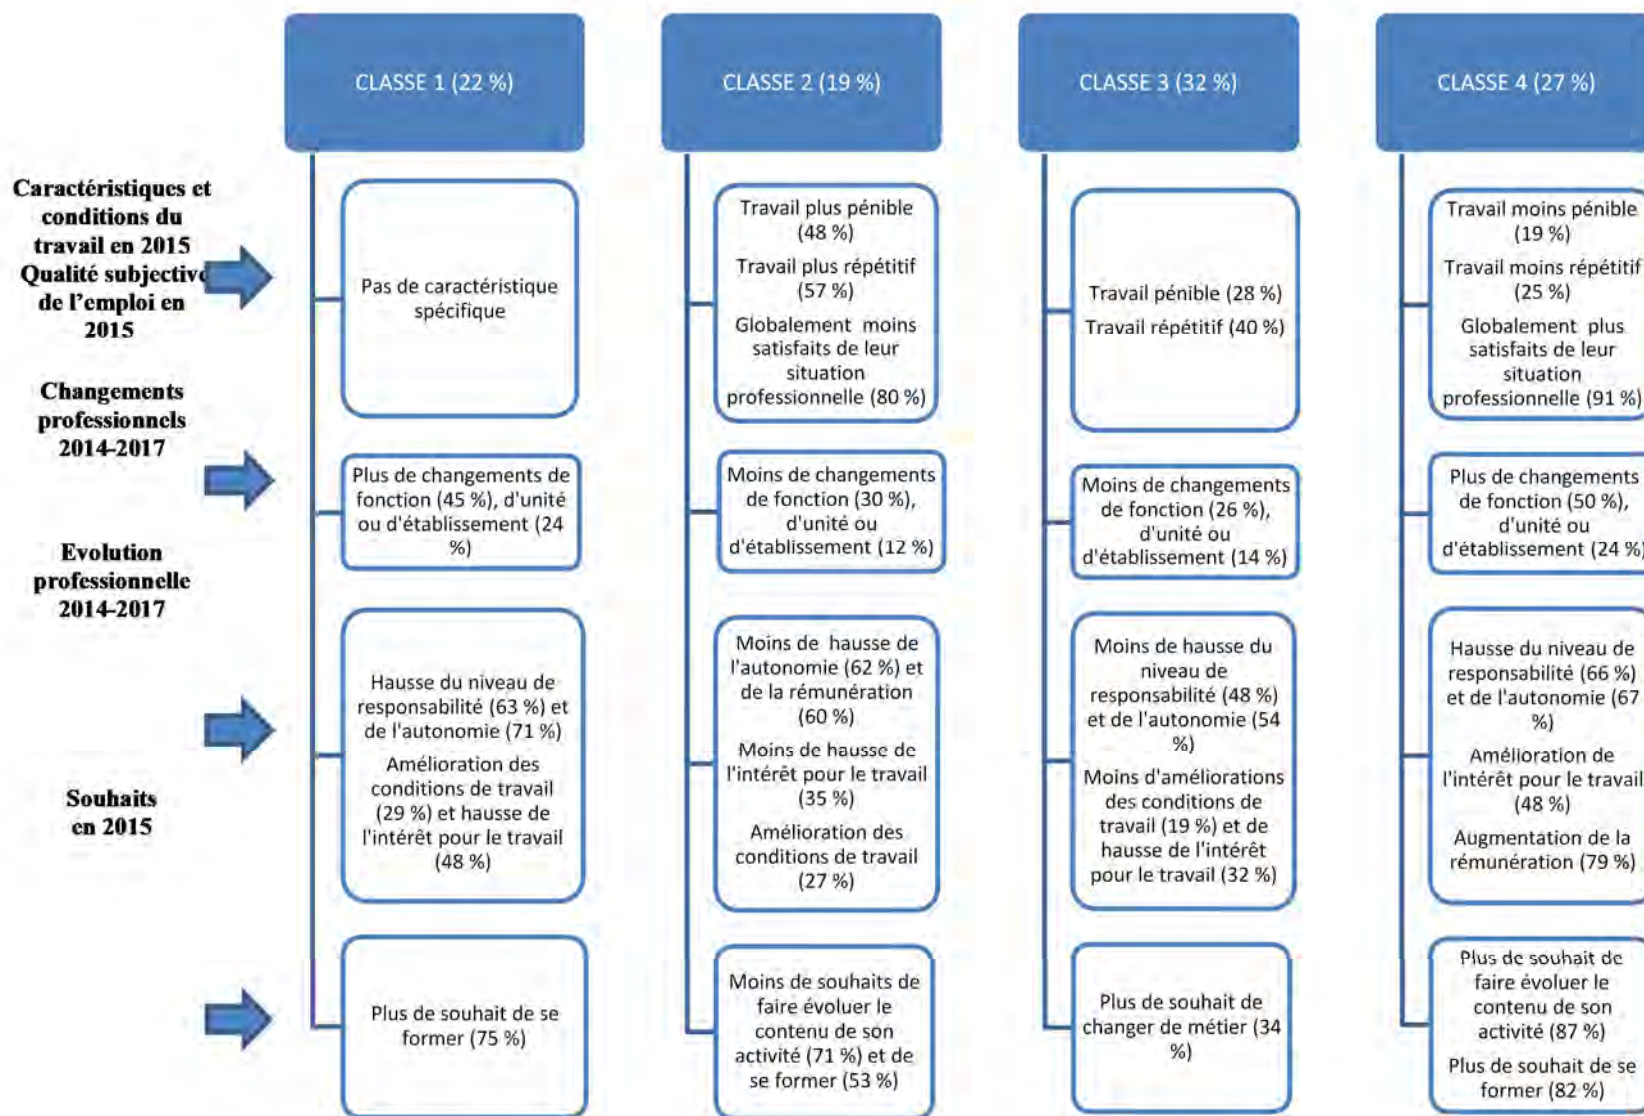 CLASSE 1 (22 %)
CLASSE 2 (19 %)
CLASSE 3 (32 %)
CLASSE 4 (27 %)
Caractéristiques et
conditions du
travail en 2015
Qualité subjective
de l'emploi en
2015
Pas de caractéristique
spécifique
Travail plus pénible
(48 %)
Travail plus répétitif
(57 %)
Globalement moins
satisfaits de leur
situation
professionnelle (80 %)
Travail pénible (28 %)
Travail répétitif (40 %)
Travail moins pénible
(19 %)
Travail moins répétitif
(25 %)
Globalement plus
satisfaits de leur
situation
professionnelle (91 %)
Changements
professionnels
2014-2017
Plus de changements de
fonction (45 %), d'unité
ou d'établissement (24
%)
Moins de changements
de fonction (30 %),
d'unité ou
d'établissement (12 %)
Moins de changements
de fonction (26 %),
d'unité ou
d'établissement (14 %)
Plus de changements
de fonction (50 %),
d'unité ou
d'établissement (24 %)
Evolution
professionnelle
2014-2017
Hausse du niveau de
responsabilité (63 %) et
de l'autonomie (71 %)
Amélioration des
conditions de travail
(29 %) et hausse de
l'intérêt pour le travail
(48 %)
Moins de hausse de
l'autonomie (62 %) et
de la rémunération
(60 %)
Moins de hausse de
l'intérêt pour le travail
(35 %)
Amélioration des
conditions de travail
(27 %)
Moins de hausse du
niveau de
responsabilité (48 %)
et de l'autonomie (54
%)
Moins d'améliorations
des conditions de
travail (19 %) et de
hausse de l'intérêt
pour le travail (32 %)
Hausse du niveau de
responsabilité (66 %)
et de l'autonomie (67
%)
Amélioration de
l'intérêt pour le travail
(48 %)
Augmentation de la
rémunération (79 %)
Souhaits
en 2015
Plus de souhait de se
former (75 %)
Moins de souhaits de
faire évoluer le
contenu de son
activité (71 %) et de
se former (53 %)
Plus de souhait de
changer de métier (34
%)
Plus de souhait de
faire évoluer le
contenu de son
activité (87 %)
Plus de souhait de se
former (82 %)